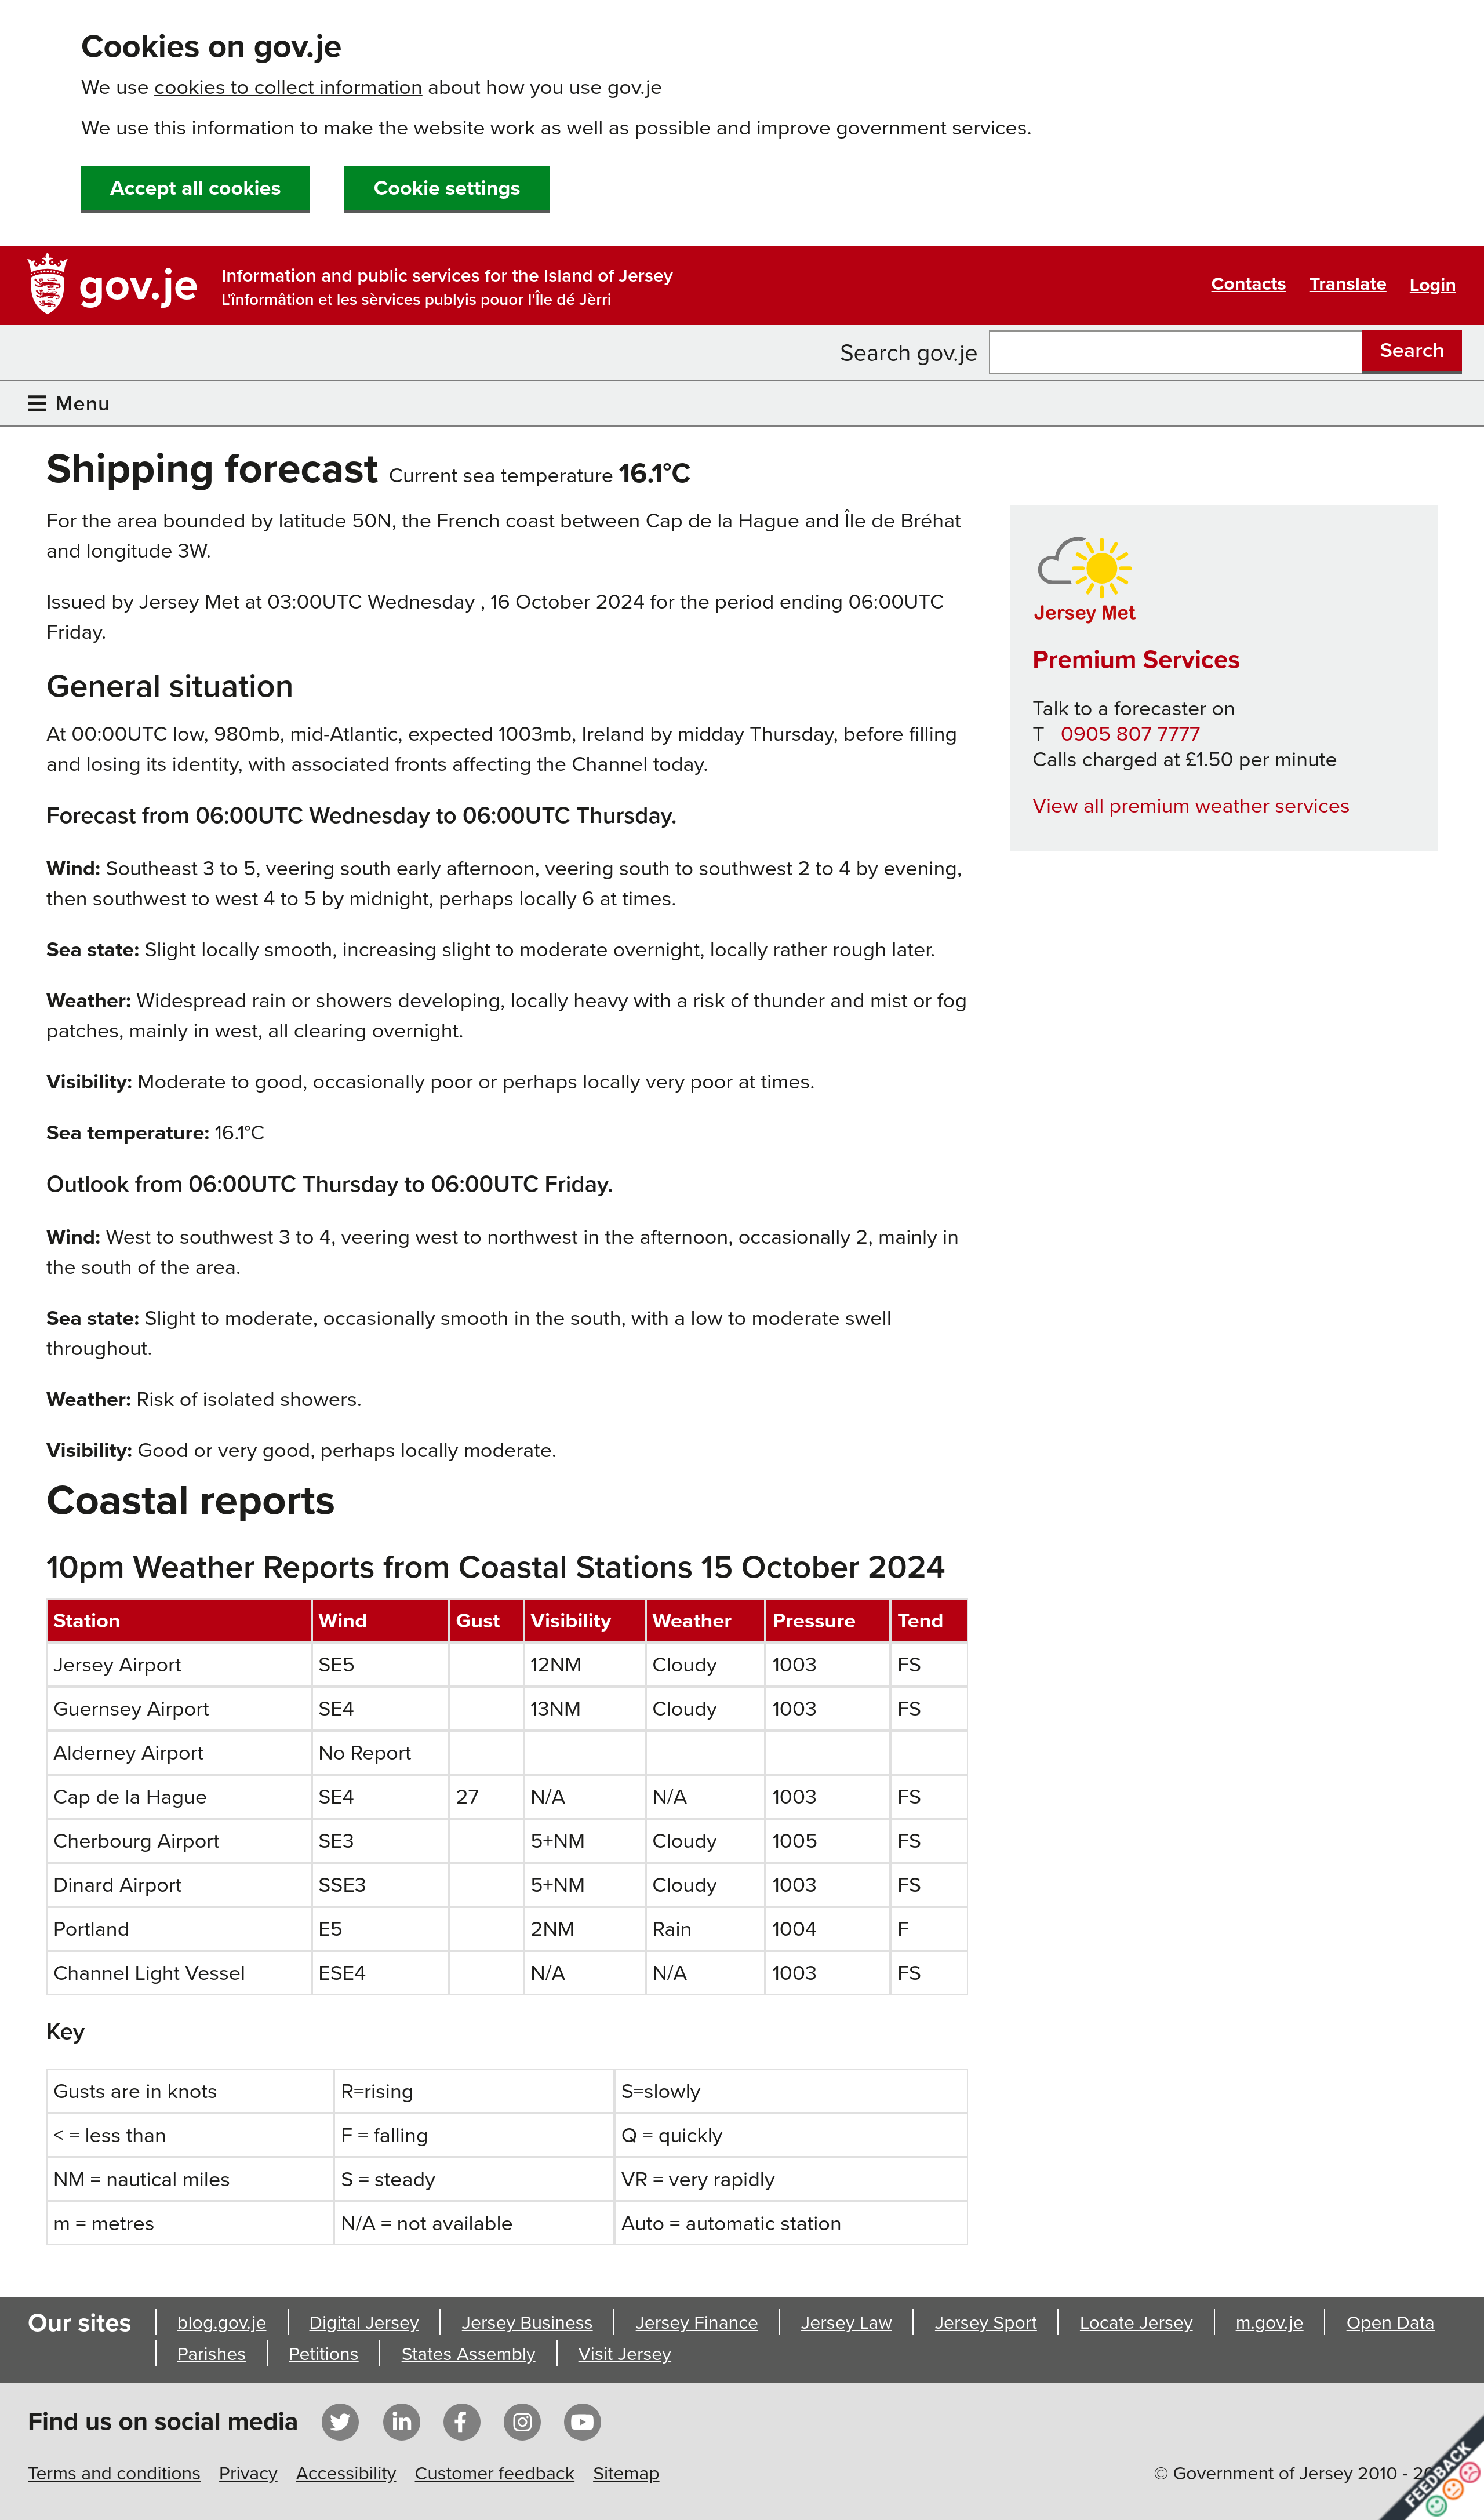 Cookies on gov.je
We use cookies to collect information about how you use gov.je
We use this information to make the website work as well as possible and improve government services.
Accept all cookies
Cookie settings
gov.je
Information and public services for the Island of Jersey
L'înformâtion et les sèrvices publyis pouor I'Île dé Jèrri
Contacts
Translate
Login
Search gov.je
Search
Menu
Shipping forecast Current sea temperature 16.1°C
For the area bounded by latitude 50N, the French coast between Cap de la Hague and Île de Bréhat
and longitude 3W.
Issued by Jersey Met at 03:00UTC Wednesday , 16 October 2024 for the period ending 06:00UTC
Friday.
General situation
At 00:00UTC low, 980mb, mid-Atlantic, expected 1003mb, Ireland by midday Thursday, before filling
and losing its identity, with associated fronts affecting the Channel today.
Forecast from 06:00UTC Wednesday to 06:00UTC Thursday.
Wind: Southeast 3 to 5, veering south early afternoon, veering south to southwest 2 to 4 by evening,
then southwest to west 4 to 5 by midnight, perhaps locally 6 at times.
Sea state: Slight locally smooth, increasing slight to moderate overnight, locally rather rough later.
Weather: Widespread rain or showers developing, locally heavy with a risk of thunder and mist or fog
patches, mainly in west, all clearing overnight.
Visibility: Moderate to good, occasionally poor or perhaps locally very poor at times.
Sea temperature: 16.1°C
Outlook from 06:00UTC Thursday to 06:00UTC Friday.
Wind: West to southwest 3 to 4, veering west to northwest in the afternoon, occasionally 2, mainly in
the south of the area.
Sea state: Slight to moderate, occasionally smooth in the south, with a low to moderate swell
throughout.
Weather: Risk of isolated showers.
Visibility: Good or very good, perhaps locally moderate.
Jersey Met
Premium Services
Talk to a forecaster on
T 0905 807 7777
Calls charged at £1.50 per minute
View all premium weather services
Coastal reports
10pm Weather Reports from Coastal Stations 15 October 2024
Station Wind Gust Visibility Weather Pressure Tend
Jersey Airport SE5 12NM Cloudy 1003 FS
Guernsey Airport SE4 13NM Cloudy 1003 FS
Alderney Airport No Report
Cap de la Hague SE4 27 N/A N/A 1003 FS
Cherbourg Airport SE3 5+NM Cloudy 1005 FS
Dinard Airport SSE3 5+NM Cloudy 1003 FS
Portland E5 2NM Rain 1004 F
Channel Light Vessel ESE4 N/A N/A 1003 FS
Key
Gusts are in knots R=rising S=slowly
< = less than F = falling Q = quickly
NM = nautical miles S = steady VR = very rapidly
m = metres N/A = not available Auto = automatic station
Our sites blog.gov.je Digital Jersey Jersey Business Jersey Finance Jersey Law Jersey Sport Locate Jersey m.gov.je Open Data
Parishes Petitions States Assembly Visit Jersey
Find us on social media
Terms and conditions Privacy Accessibility Customer feedback Sitemap
© Government of Jersey 2010 -
FEEDBACK